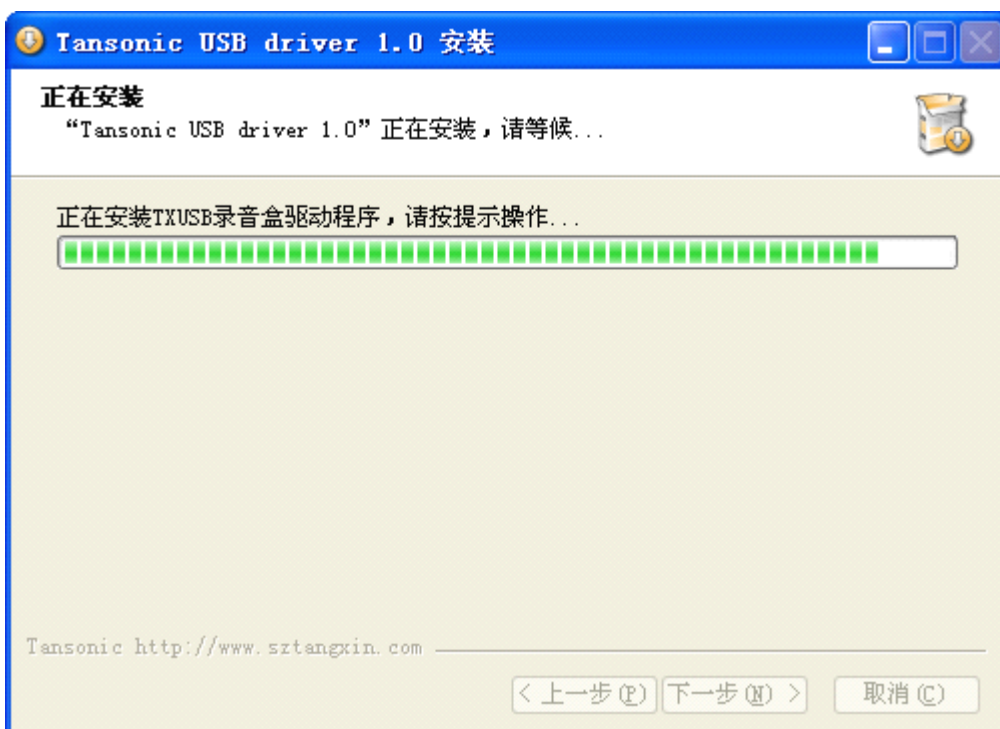 Tansonic USB driver 1.0 安装
正在安装
“Tansonic USB driver 1.0”正在安装，请等候...
正在安装TXUSB录音盒驱动程序，请按提示操作...
Tansonic http://www.sztangxin.com
< 上一步(P) 下一步(N) > 取消(C)